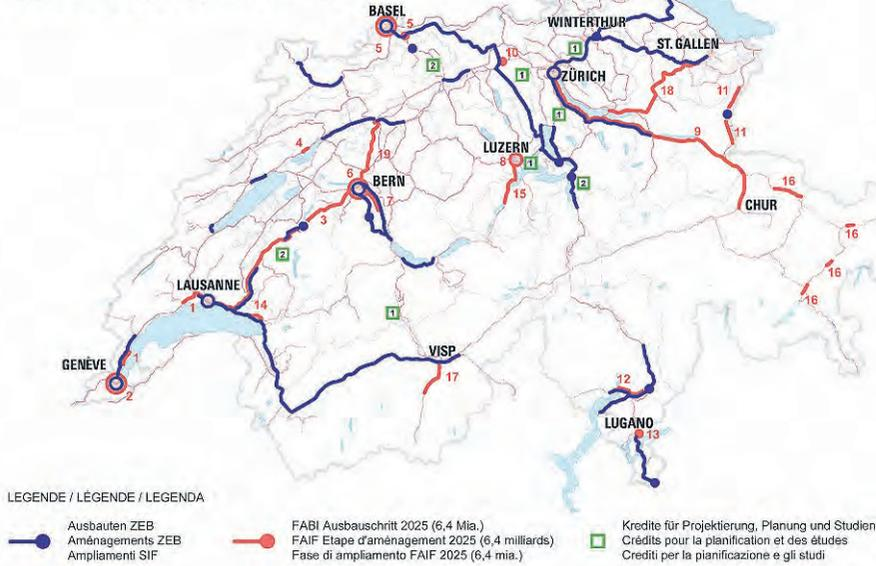 BASEL
5
5
2
10
1
WINTERTHUR
1
ST. GALLEN
ZÜRICH
18
11
1
11
9
4
19
LUZERN
8
1
15
2
6
BERN
7
3
16
CHUR
16
16
16
2
LAUSANNE
1
14
1
GENÈVE
1
2
VISP
17
12
LUGANO
13
LEGENDE / LÉGENDE / LEGENDA
Ausbauten ZEB
Aménagements ZEB
Ampliamenti SIF
FABI Ausbauschritt 2025 (6,4 Mia.)
FAIF Etape d'aménagement 2025 (6,4 milliards)
Fase di ampliamento FAIF 2025 (6,4 mia.)
Kredite für Projektierung, Planung und Studien
Crédits pour la planification et des études
Crediti per la pianificazione e gli studi